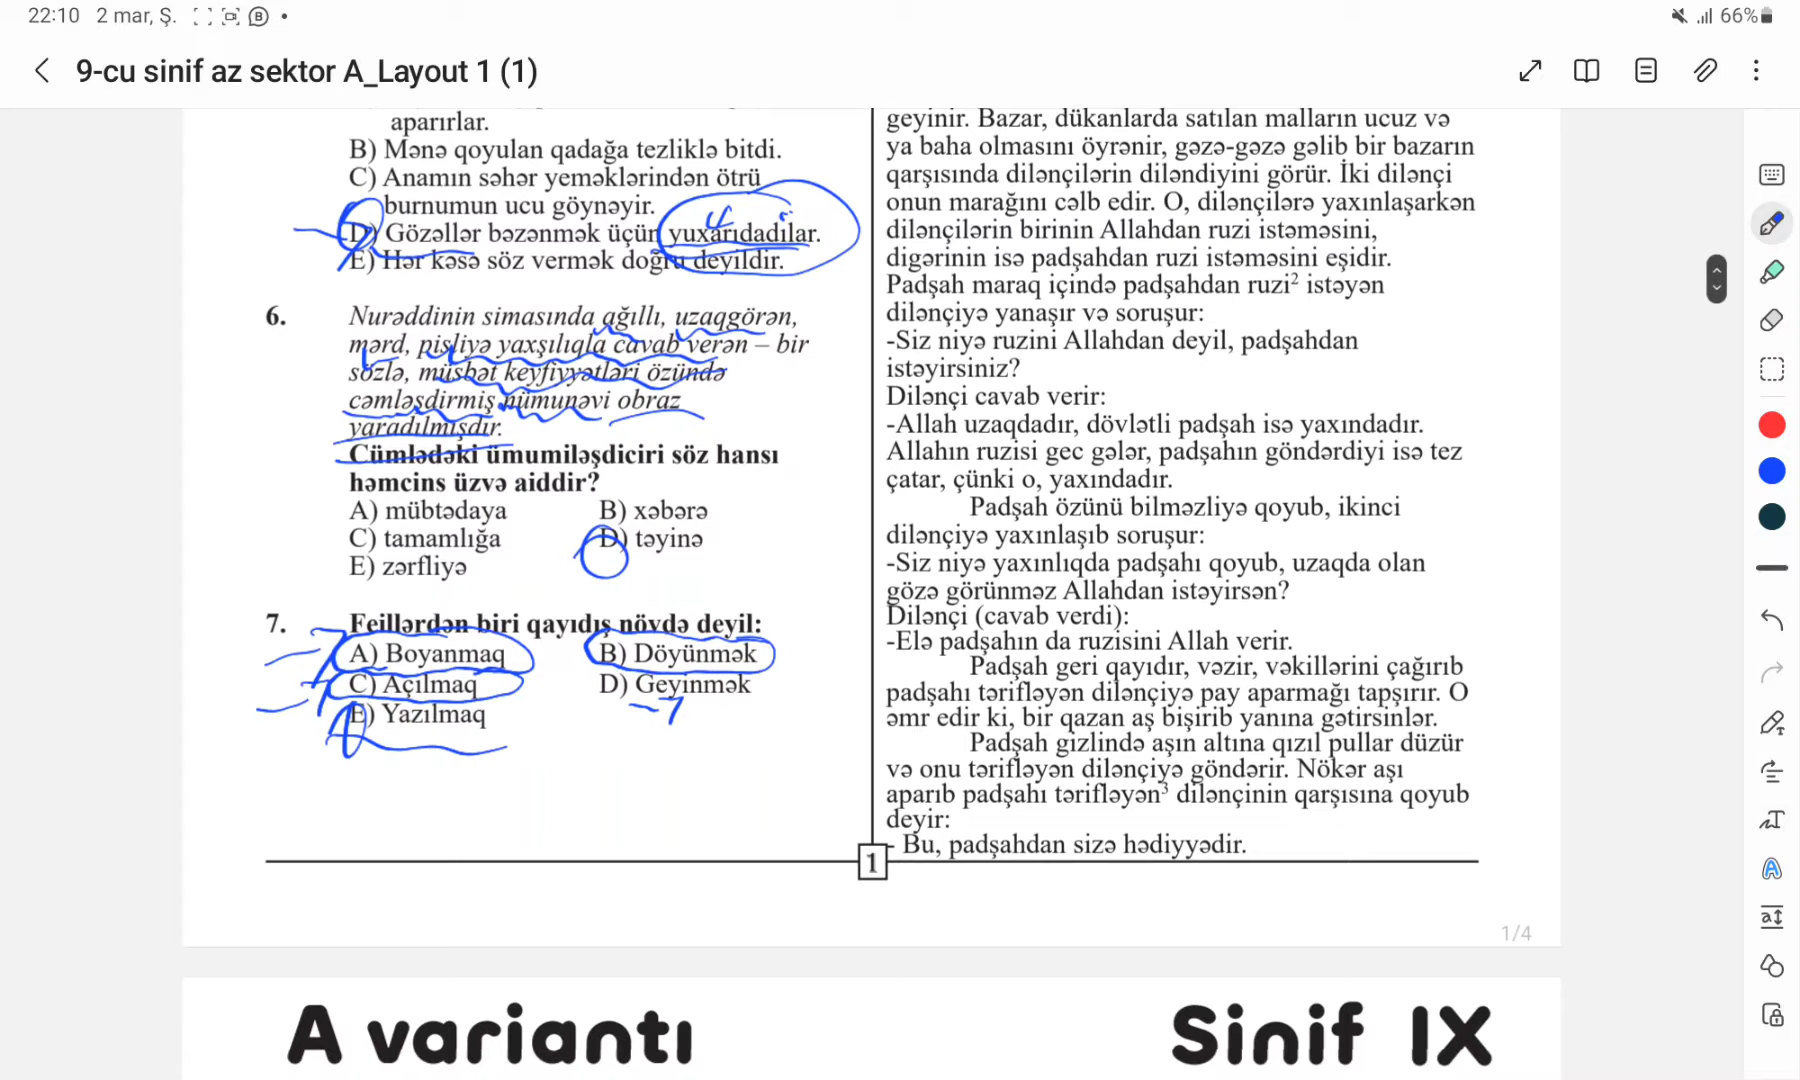 22:10 2 mar, Ş.
66%
9-cu sinif az sektor A_Layout 1 (1)
aparırlar.
B) Mənə qoyulan qadağa tezliklə bitdi.
C) Anamın səhər yeməklərindən ötrü
burnumun ucu göynəyir.
D) Gözəllər bəzənmək üçün yuxarıdadılar.
E) Hər kəsə söz vermək doğru deyildir.
6. Nurəddinin simasında ağıllı, uzaqgörən,
mərd, pisliyə yaxşılıqla cavab verən – bir
sözlə, müsbət keyfiyyətləri özündə
cəmləşdirmiş nümunəvi obraz
yaradılmışdır.
Cümlədəki ümumiləşdirici söz hansı
həmcins üzvə aiddir?
A) mübtədaya B) xəbərə
C) tamamlığa D) təyinə
E) zərfliyə
7. Feillərdən biri qayıdış növdə deyil:
A) Boyanmaq B) Döyünmək
C) Açılmaq D) Geyinmək
E) Yazılmaq
geyinir. Bazar, dükanlarda satılan malların ucuz və
ya baha olmasını öyrənir, gəzə-gəzə gəlib bir bazarın
qarşısında dilənçilərin diləndiyini görür. İki dilənçi
onun marağını cəlb edir. O, dilənçilərə yaxınlaşarkən
dilənçilərin birinin Allahdan ruzi istəməsini,
digərinin isə padşahdan ruzi istəməsini eşidir.
Padşah maraq içində padşahdan ruzi² istəyən
dilənçiyə yanaşır və soruşur:
-Siz niyə ruzini Allahdan deyil, padşahdan
istəyirsiniz?
Dilənçi cavab verir:
-Allah uzaqdadır, dövlətli padşah isə yaxındadır.
Allahın ruzisi gec gələr, padşahın göndərdiyi isə tez
çatar, çünki o, yaxındadır.
Padşah özünü bilməzliyə qoyub, ikinci
dilənçiyə yaxınlaşıb soruşur:
-Siz niyə yaxınlıqda padşahı qoyub, uzaqda olan
gözə görünməz Allahdan istəyirsən?
Dilənçi (cavab verdi):
-Elə padşahın da ruzisini Allah verir.
Padşah geri qayıdır, vəzir, vəkillərini çağırıb
padşahı tərifləyən dilənçiyə pay aparmağı tapşırır. O
əmr edir ki, bir qazan aş bişirib yanına gətirsinlər.
Padşah gizlində aşın altına qızıl pullar düzür
və onu tərifləyən dilənçiyə göndərir. Nökər aşı
aparıb padşahı tərifləyən³ dilənçinin qarşısına qoyub
deyir:
- Bu, padşahdan sizə hədiyyədir.
1
1/4
A variantı Sinif IX